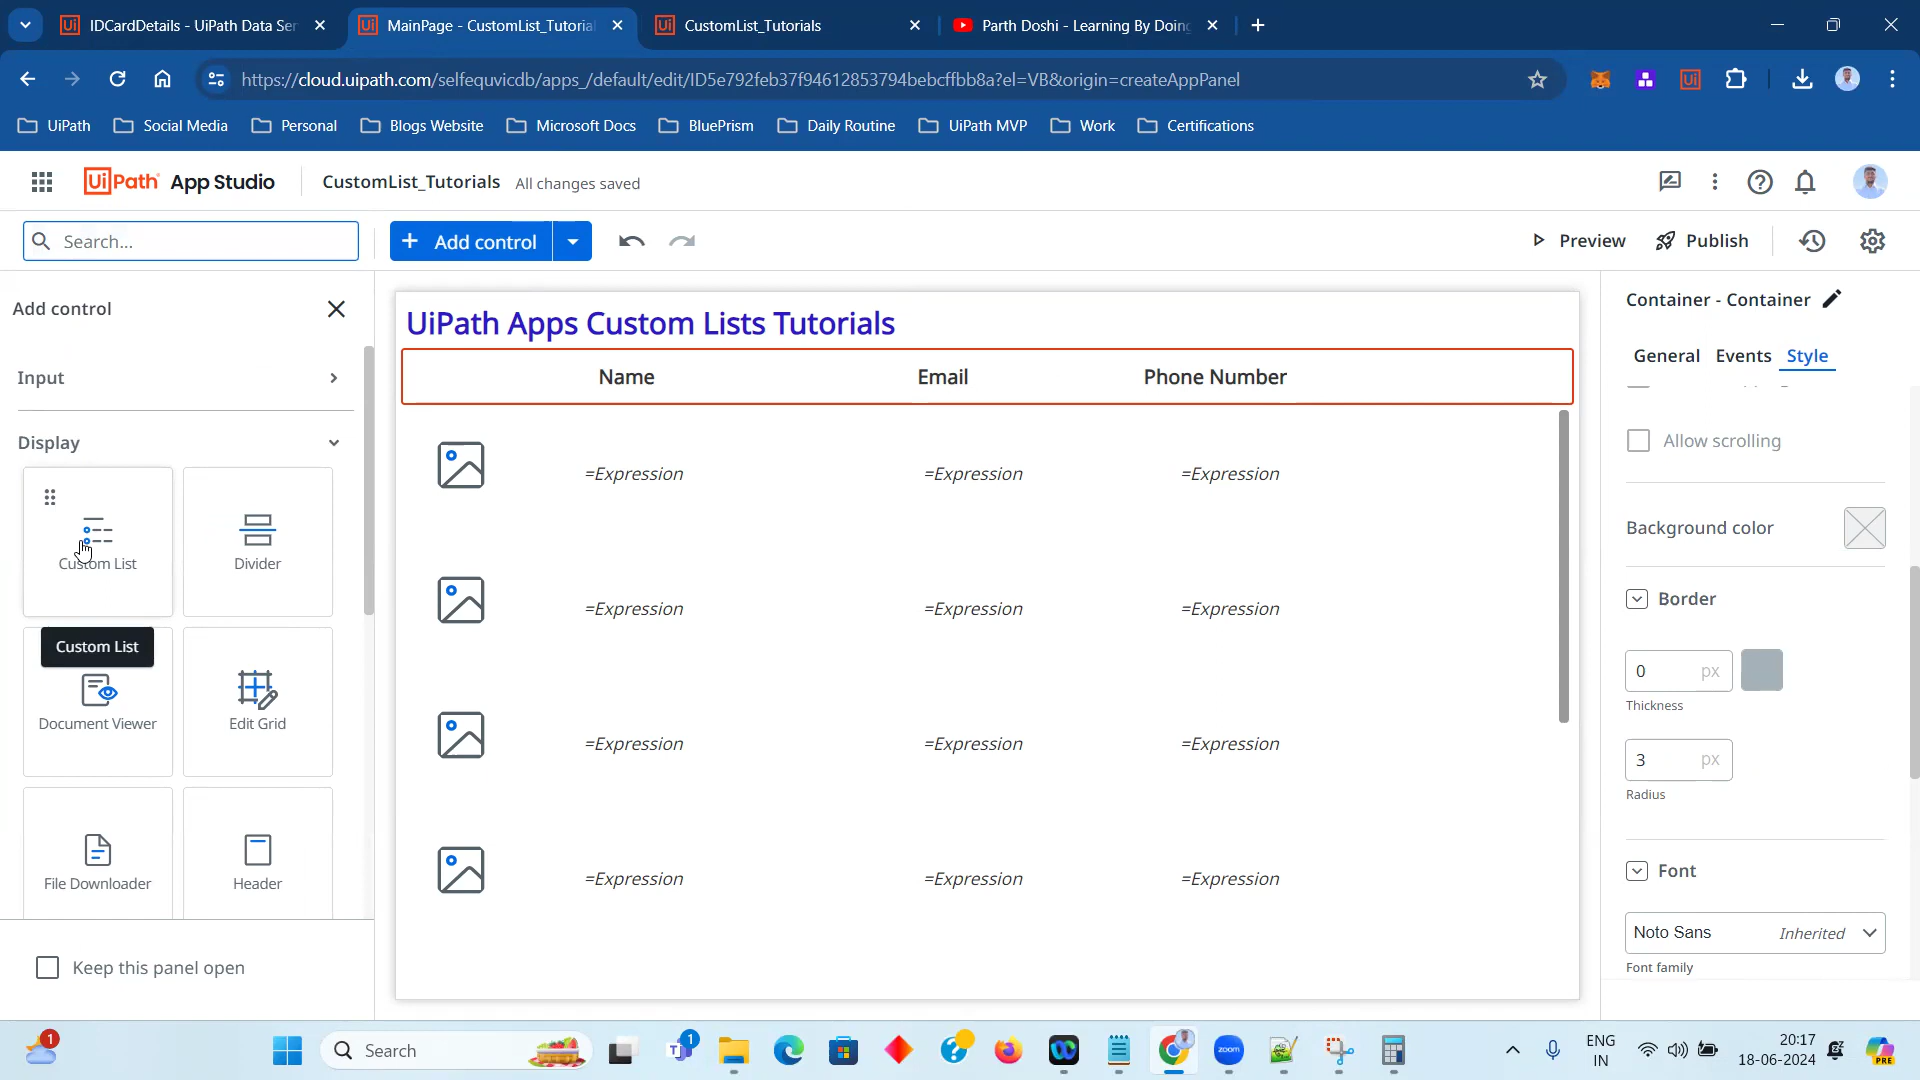 IDCardDetails - UiPath Data Ser
MainPage - CustomList_Tutorial
CustomList_Tutorials
Parth Doshi - Learning By Doing
https://cloud.uipath.com/selfequvicdb/apps_/default/edit/ID5e792feb37f94612853794bebcffbb8a?el=VB&origin=createAppPanel
UiPath Social Media Personal Blogs Website Microsoft Docs BluePrism Daily Routine UiPath MVP Work Certifications
UiPath App Studio CustomList_Tutorials All changes saved
Search... + Add control Preview Publish
Add control
Input
Display
Custom List Divider
Custom List
Document Viewer Edit Grid
File Downloader Header
Keep this panel open
UiPath Apps Custom Lists Tutorials
Name Email Phone Number
=Expression =Expression =Expression
=Expression =Expression =Expression
=Expression =Expression =Expression
=Expression =Expression =Expression
Container - Container
General Events Style
Allow scrolling
Background color
Border
0 px
Thickness
3 px
Radius
Font
Noto Sans Inherited
Font family
1 Search 1 zoom ENG
IN
20:17
18-06-2024
PRE